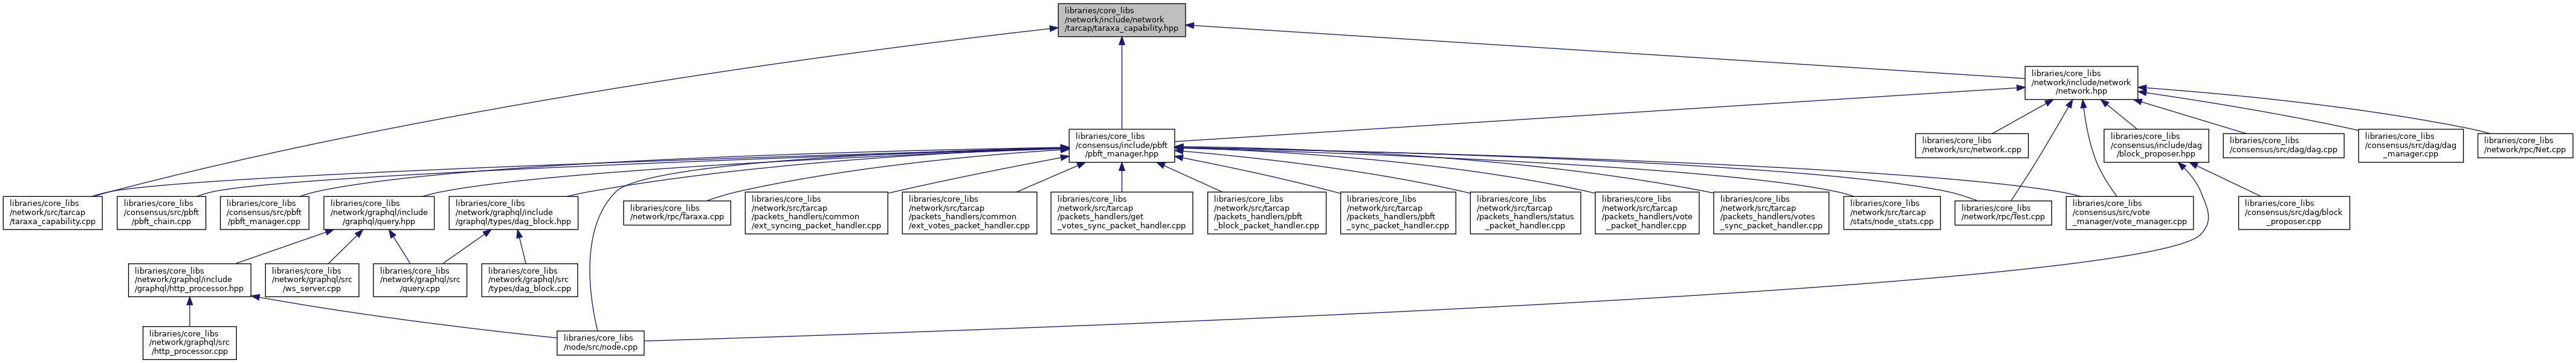 libraries/core_libs
/network/include/network
/tarcap/taraxa_capability.hpp
libraries/core_libs
/network/include/network
/network.hpp
libraries/core_libs
/consensus/include/pbft
/pbft_manager.hpp
libraries/core_libs
/network/src/network.cpp
libraries/core_libs
/consensus/include/dag
/block_proposer.hpp
libraries/core_libs
/consensus/src/dag/dag.cpp
libraries/core_libs
/consensus/src/dag/dag
_manager.cpp
libraries/core_libs
/network/rpc/Net.cpp
libraries/core_libs
/network/src/tarcap
/taraxa_capability.cpp
libraries/core_libs
/consensus/src/pbft
/pbft_chain.cpp
libraries/core_libs
/consensus/src/pbft
/pbft_manager.cpp
libraries/core_libs
/network/graphql/include
/graphql/query.hpp
libraries/core_libs
/network/graphql/include
/graphql/types/dag_block.hpp
libraries/core_libs
/network/rpc/Taraxa.cpp
libraries/core_libs
/network/src/tarcap
/packets_handlers/common
/ext_syncing_packet_handler.cpp
libraries/core_libs
/network/src/tarcap
/packets_handlers/common
/ext_votes_packet_handler.cpp
libraries/core_libs
/network/src/tarcap
/packets_handlers/get
_votes_sync_packet_handler.cpp
libraries/core_libs
/network/src/tarcap
/packets_handlers/pbft
_block_packet_handler.cpp
libraries/core_libs
/network/src/tarcap
/packets_handlers/pbft
_sync_packet_handler.cpp
libraries/core_libs
/network/src/tarcap
/packets_handlers/status
_packet_handler.cpp
libraries/core_libs
/network/src/tarcap
/packets_handlers/vote
_packet_handler.cpp
libraries/core_libs
/network/src/tarcap
/packets_handlers/votes
_sync_packet_handler.cpp
libraries/core_libs
/network/src/tarcap
/stats/node_stats.cpp
libraries/core_libs
/network/rpc/Test.cpp
libraries/core_libs
/consensus/src/vote
_manager/vote_manager.cpp
libraries/core_libs
/consensus/src/dag/block
_proposer.cpp
libraries/core_libs
/network/graphql/include
/graphql/http_processor.hpp
libraries/core_libs
/network/graphql/src
/ws_server.cpp
libraries/core_libs
/network/graphql/src
/query.cpp
libraries/core_libs
/network/graphql/src
/types/dag_block.cpp
libraries/core_libs
/network/graphql/src
/http_processor.cpp
libraries/core_libs
/node/src/node.cpp